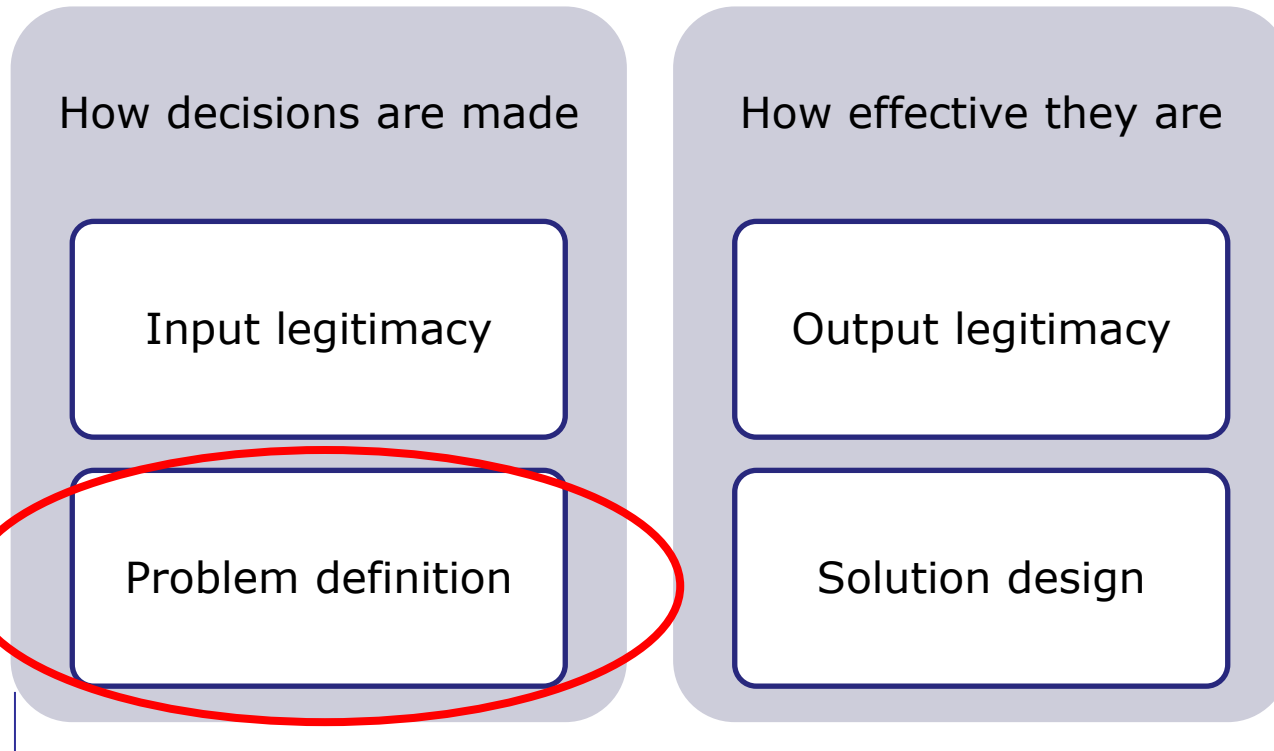 How decisions are made
Input legitimacy
Problem definition
How effective they are
Output legitimacy
Solution design